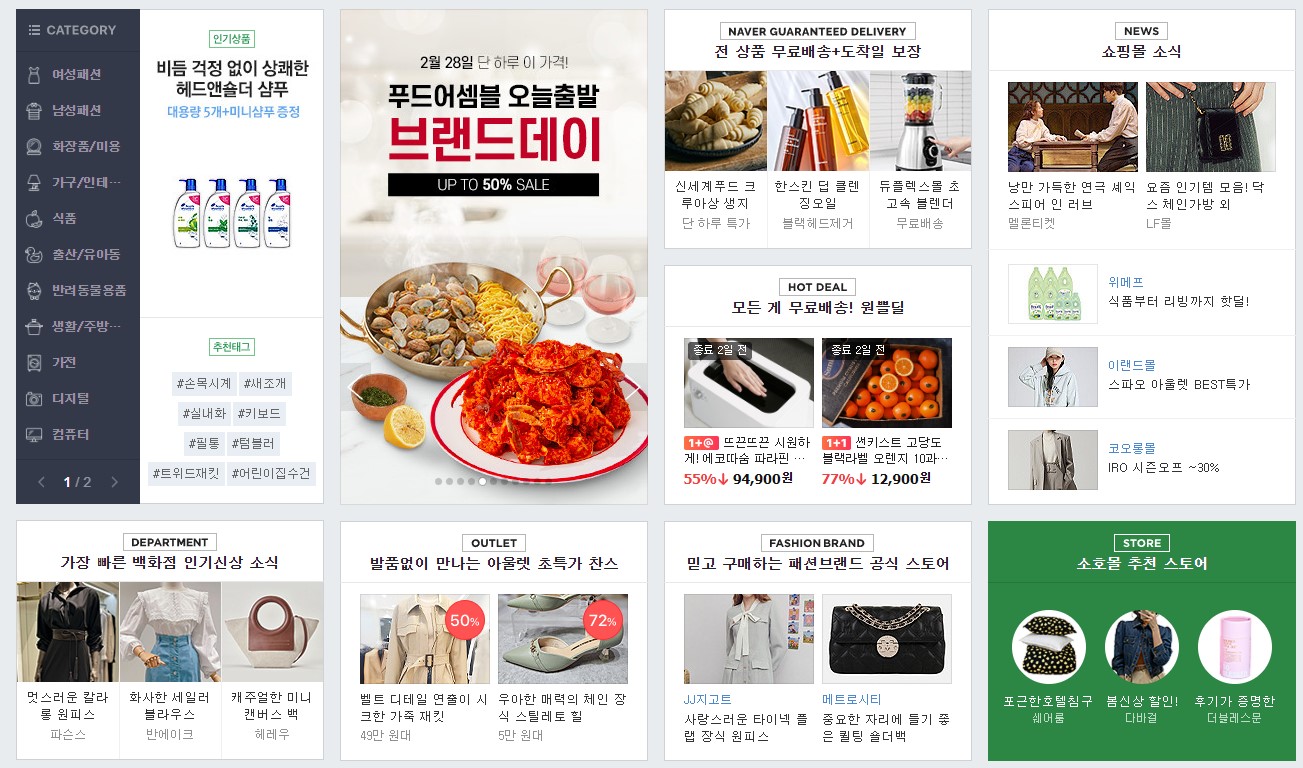 CATEGORY
여성패션
남성패션
화장품/미용
가구/인테…
식품
출산/유아동
반려동물용품
생활/주방…
가전
디지털
컴퓨터
1 / 2
인기상품
비듬 걱정 없이 상쾌한
헤드앤숄더 샴푸
대용량 5개+미니샴푸 증정
추천태그
#손목시계 #새조개
#실내화 #키보드
#필통 #텀블러
#트위드재킷 #어린이집수건
2월 28일 단 하루 이 가격!
푸드어셈블 오늘출발
브랜드데이
UP TO 50% SALE
NAVER GUARANTEED DELIVERY
전 상품 무료배송+도착일 보장
신세계푸드 크
루아상 생지
단 하루 특가
한스킨 딥 클렌
징오일
블랙헤드제거
듀플렉스몰 초
고속 블렌더
무료배송
HOT DEAL
모든 게 무료배송! 원쁠딜
종료 2일 전
1+@ 뜨끈뜨끈 시원하
게! 에코따숨 파라핀 …
55%↓ 94,900원
종료 2일 전
1+1 썬키스트 고당도
블랙라벨 오렌지 10과…
77%↓ 12,900원
NEWS
쇼핑몰 소식
낭만 가득한 연극 셰익
스피어 인 러브
멜론티켓
요즘 인기템 모음! 닥
스 체인가방 외
LF몰
위메프
식품부터 리빙까지 핫딜!
이랜드몰
스파오 아울렛 BEST특가
코오롱몰
IRO 시즌오프 ~30%
DEPARTMENT
가장 빠른 백화점 인기신상 소식
멋스러운 칼라
롱 원피스
파슨스
화사한 세일러
블라우스
반에이크
캐주얼한 미니
캔버스 백
헤레우
OUTLET
발품없이 만나는 아울렛 초특가 찬스
50%
벨트 디테일 연출이 시
크한 가죽 재킷
49만 원대
72%
우아한 매력의 체인 장
식 스틸레토 힐
5만 원대
FASHION BRAND
믿고 구매하는 패션브랜드 공식 스토어
JJ지고트
사랑스러운 타이넥 플
랩 장식 원피스
메트로시티
중요한 자리에 들기 좋
은 퀼팅 숄더백
STORE
소호몰 추천 스토어
포근한호텔침구
쉐어룸
봄신상 할인!
다바걸
후기가 증명한
더블레스문